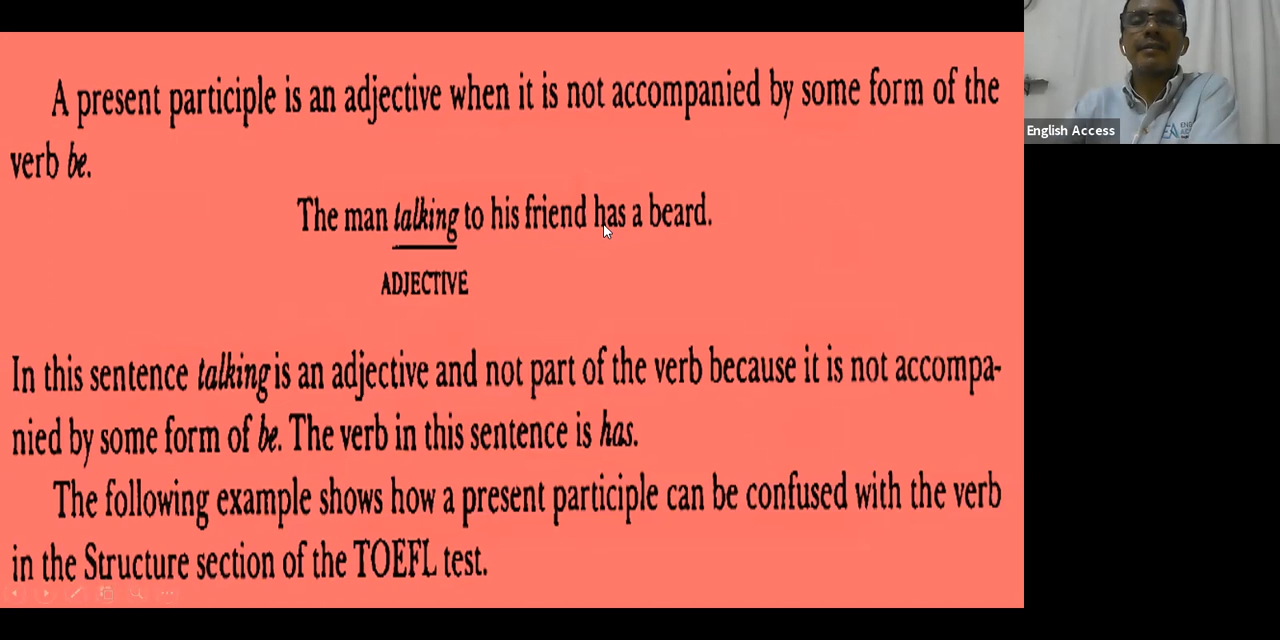 A present participle is an adjective when it is not accompanied by some form of the
verb be.
The man talking to his friend has a beard.
ADJECTIVE
In this sentence talking is an adjective and not part of the verb because it is not accompa-
nied by some form of be. The verb in this sentence is has.
The following example shows how a present participle can be confused with the verb
in the Structure section of the TOEFL test.
English Access